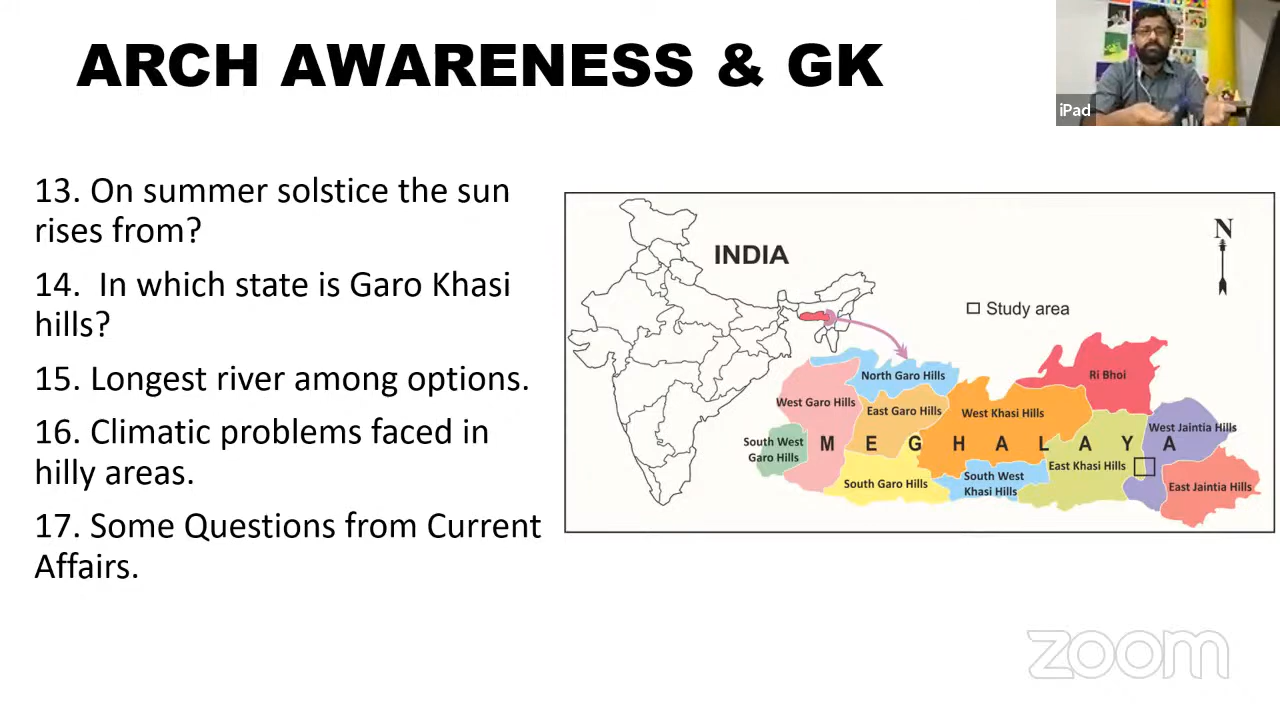 ARCH AWARENESS & GK
iPad
13. On summer solstice the sun
rises from?
14. In which state is Garo Khasi
hills?
15. Longest river among options.
16. Climatic problems faced in
hilly areas.
17. Some Questions from Current
Affairs.
INDIA
N
Study area
North Garo Hills
Ri Bhoi
West Garo Hills
East Garo Hills
West Khasi Hills
West Jaintia Hills
South West
Garo Hills
MEGHALAYA
East Khasi Hills
South Garo Hills
South West
Khasi Hills
East Jaintia Hills
zoom